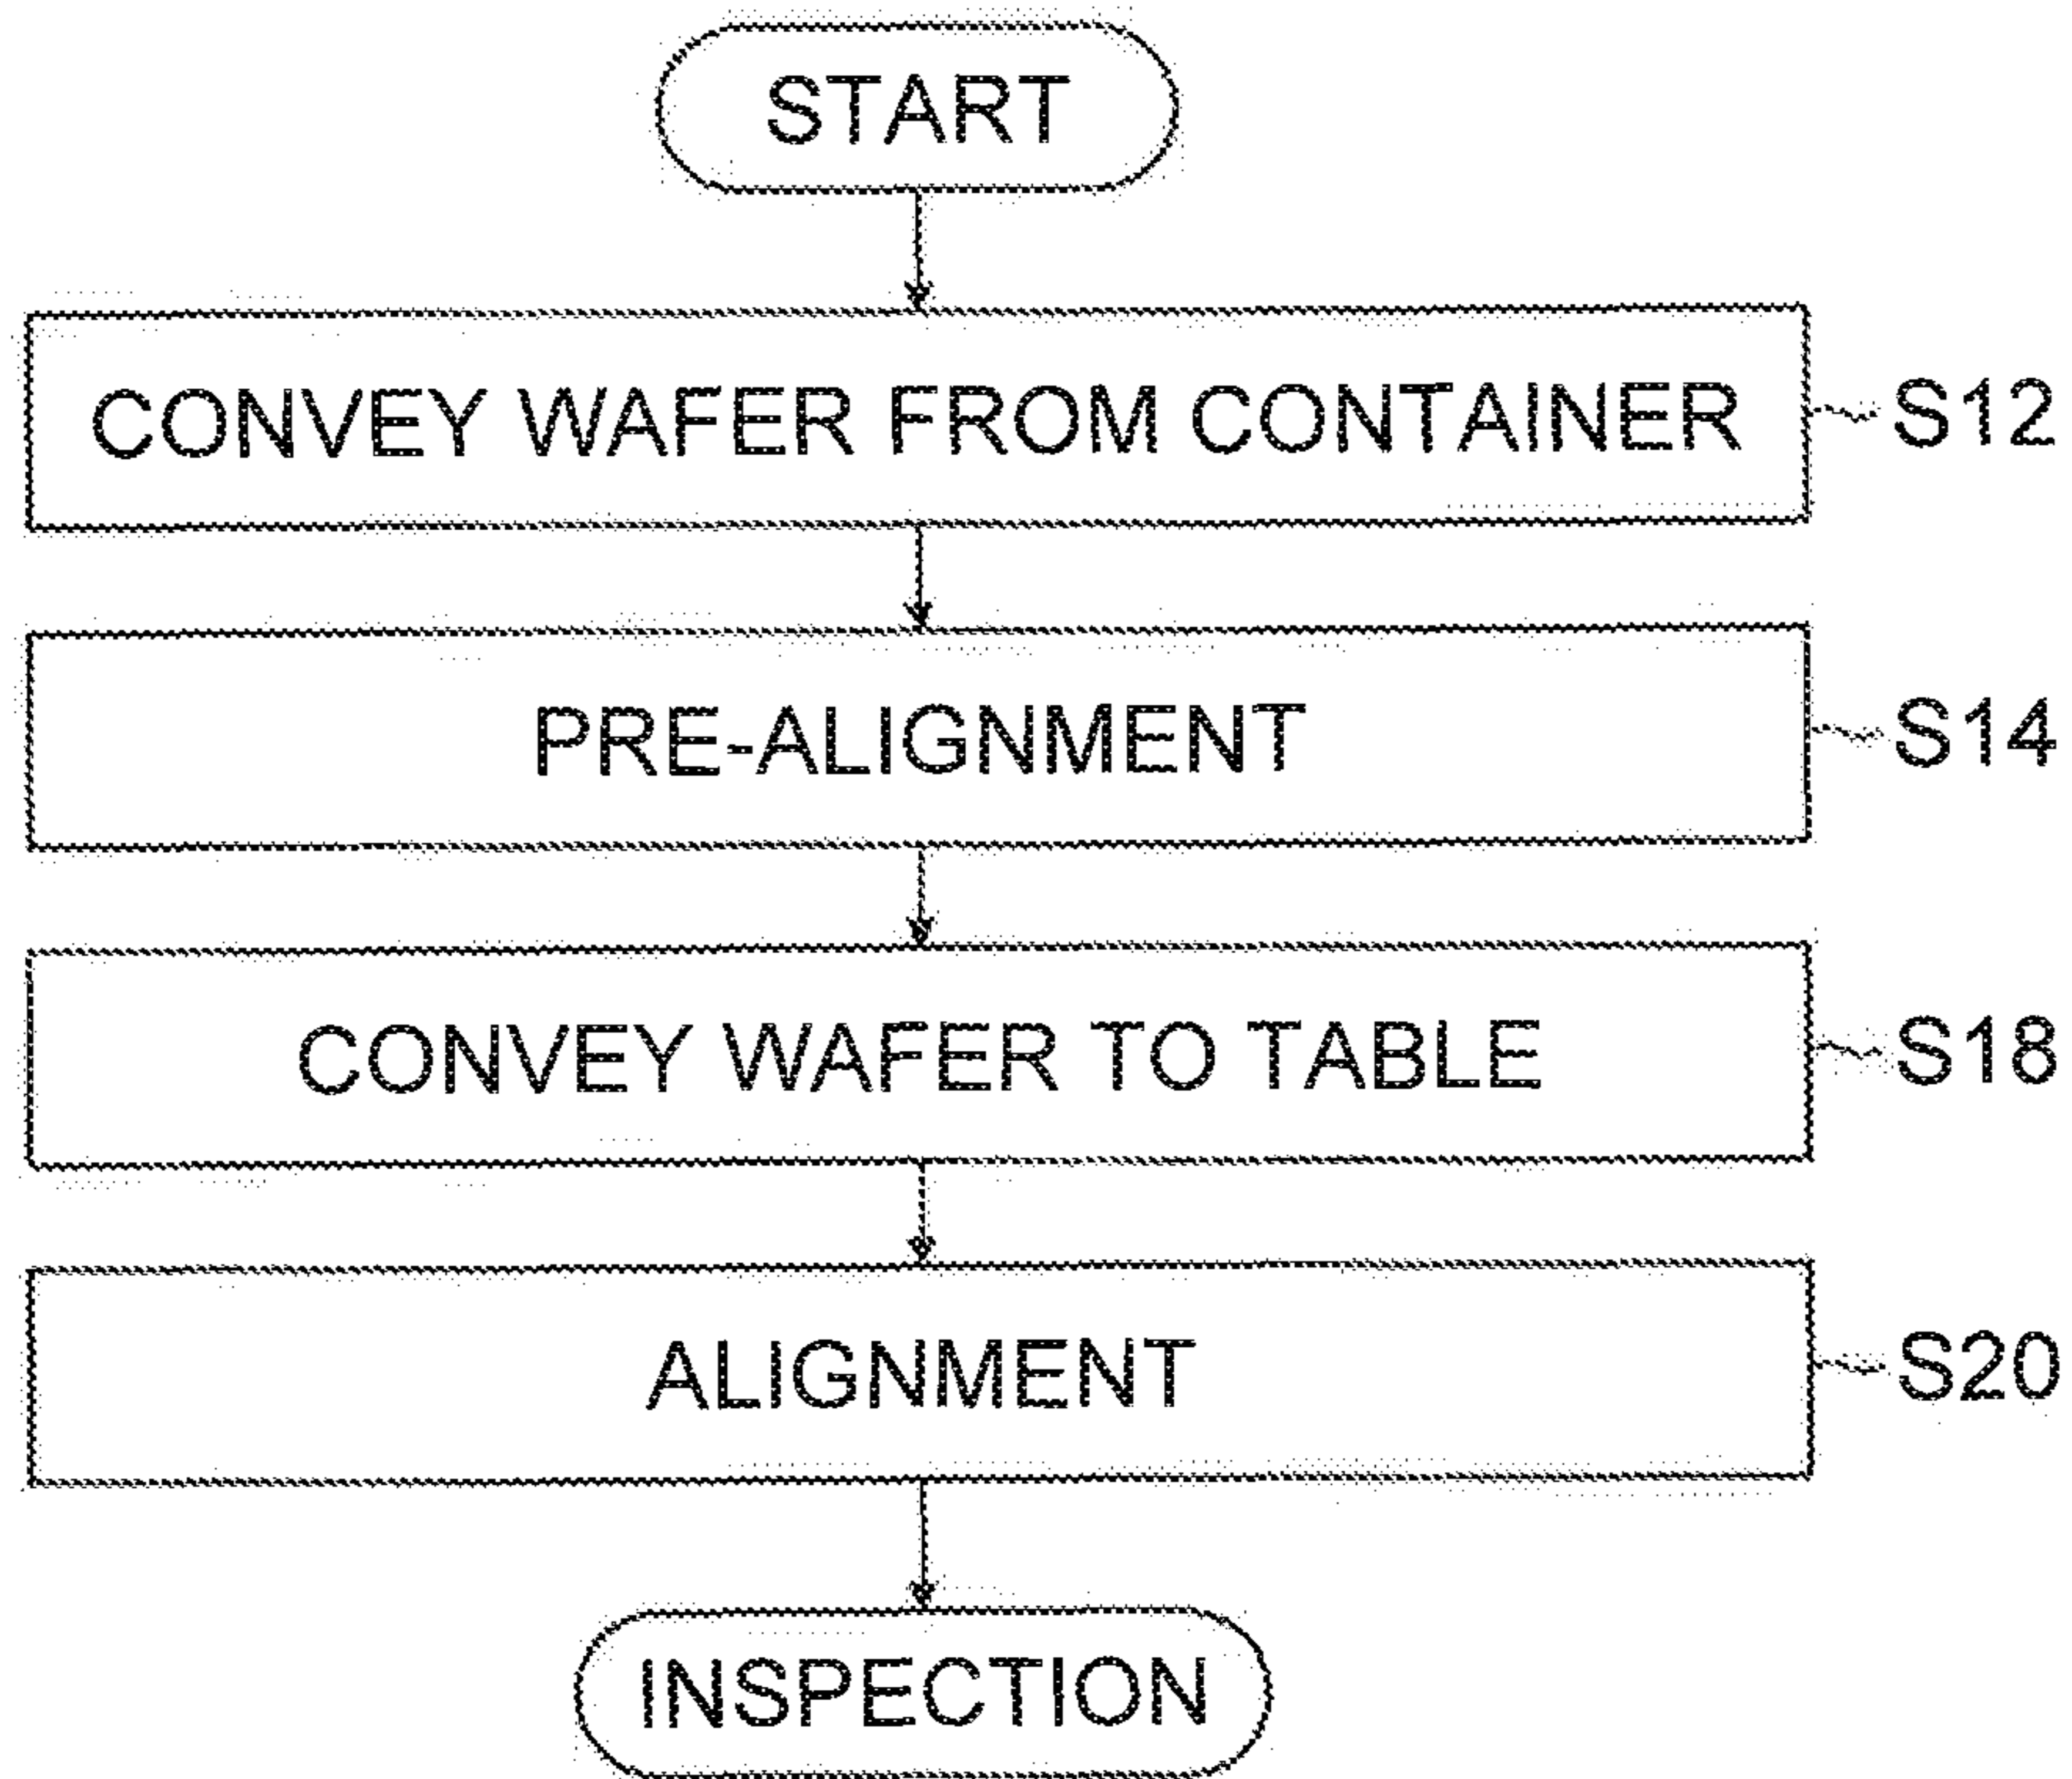 START
CONVEY WAFER FROM CONTAINER S12
PRE-ALIGNMENT S14
CONVEY WAFER TO TABLE S18
ALIGNMENT S20
INSPECTION